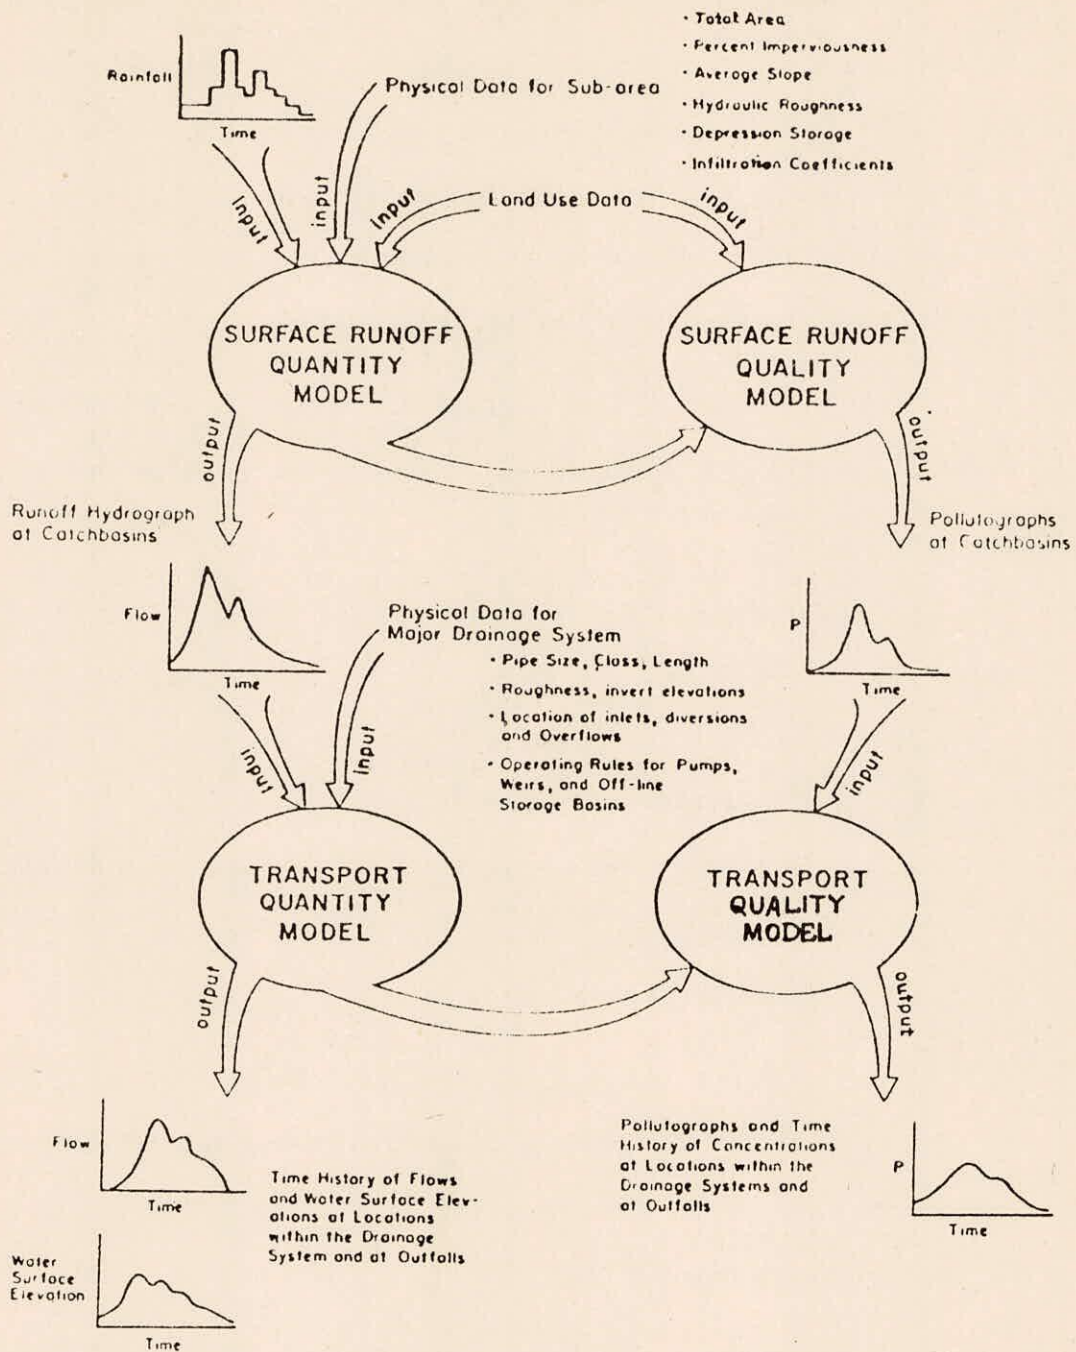 Rainfall
Time
Physical Data for Sub-area
• Total Area
• Percent Imperviousness
• Average Slope
• Hydraulic Roughness
• Depression Storage
• Infiltration Coefficients
Input
input
input
Land Use Data
input
SURFACE RUNOFF
QUANTITY
MODEL
SURFACE RUNOFF
QUALITY
MODEL
output
output
Runoff Hydrograph
at Catchbasins
Pollutographs
at Catchbasins
Flow
Time
Physical Data for
Major Drainage System
• Pipe Size, Class, Length
• Roughness, invert elevations
• Location of inlets, diversions
and Overflows
• Operating Rules for Pumps,
Weirs, and Off-line
Storage Basins
P
Time
input
input
input
TRANSPORT
QUANTITY
MODEL
TRANSPORT
QUALITY
MODEL
output
output
Flow
Time
Time History of Flows
and Water Surface Elev-
ations at Locations
within the Drainage
System and at Outfalls
Pollutographs and Time
History of Concentrations
at Locations within the
Drainage Systems and
at Outfalls
P
Time
Water
Surface
Elevation
Time